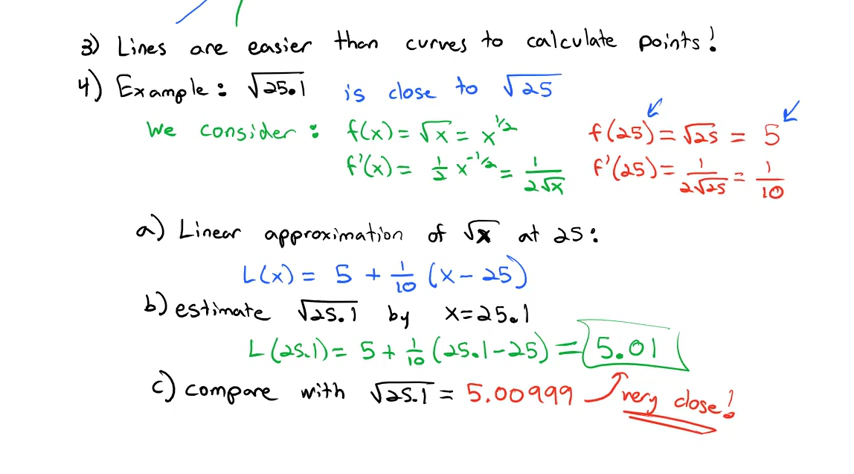 3) Lines are easier than curves to calculate points!
4) Example: √25.1 is close to √25
We consider: f(x) = √x = x^1/2 f(25) = √25 = 5
f'(x) = 1/2 x^-1/2 = 1/(2√x) f'(25) = 1/(2√25) = 1/10
a) Linear approximation of √x at 25:
L(x) = 5 + 1/10 (x - 25)
b) estimate √25.1 by x=25.1
L(25.1) = 5 + 1/10 (25.1 - 25) = 5.01
c) compare with √25.1 = 5.00999 very close!